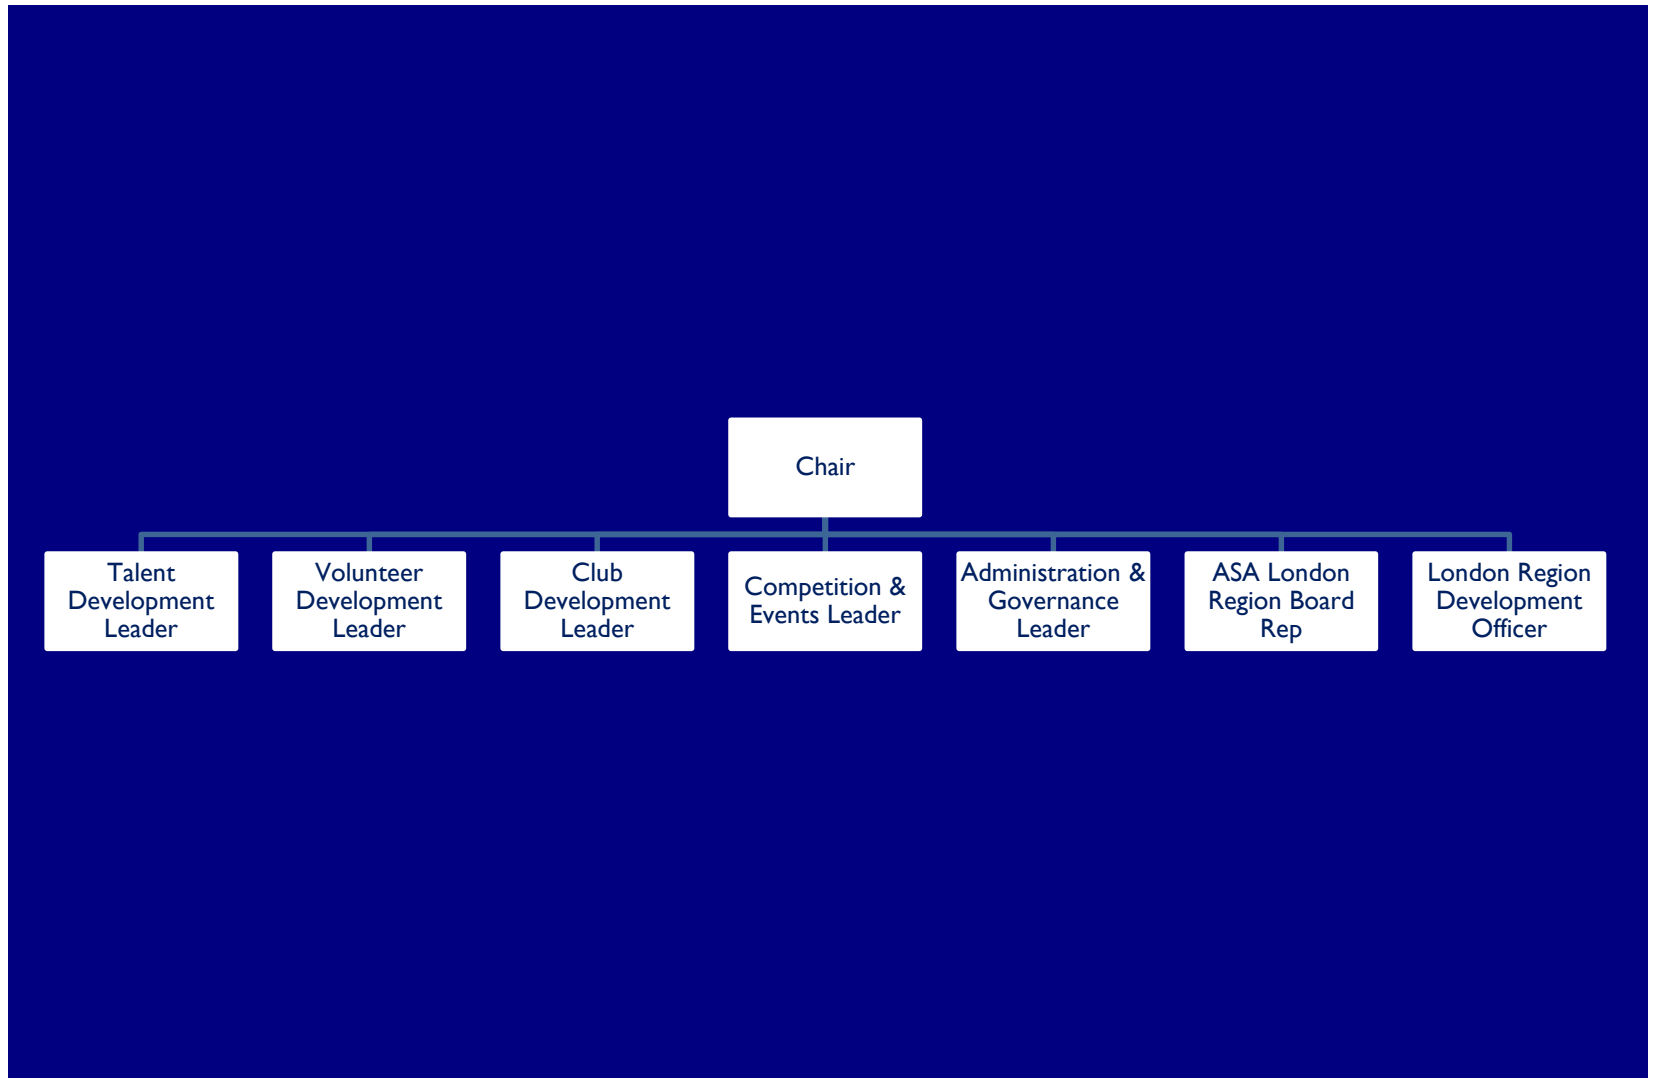 Chair
Talent
Development
Leader
Volunteer
Development
Leader
Club
Development
Leader
Competition &
Events Leader
Administration &
Governance
Leader
ASA London
Region Board
Rep
London Region
Development
Officer